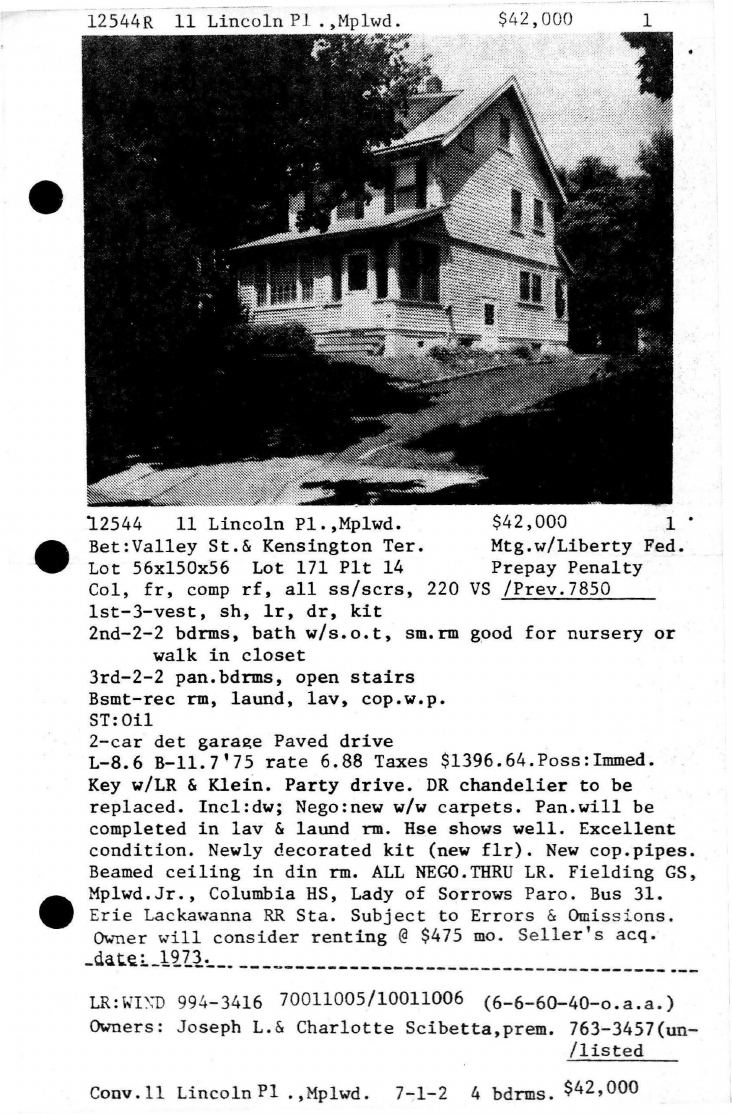 12544R 11 Lincoln Pl.,Mplwd. $42,000 1
12544 11 Lincoln Pl.,Mplwd. $42,000 1
Bet:Valley St.& Kensington Ter. Mtg.w/Liberty Fed.
Lot 56x150x56 Lot 171 Plt 14 Prepay Penalty
Col, fr, comp rf, all ss/scrs, 220 VS /Prev.7850
1st-3-vest, sh, lr, dr, kit
2nd-2-2 bdrms, bath w/s.o.t, sm.rm good for nursery or
walk in closet
3rd-2-2 pan.bdrms, open stairs
Bsmt-rec rm, laund, lav, cop.w.p.
ST:Oil
2-car det garage Paved drive
L-8.6 B-11.7'75 rate 6.88 Taxes $1396.64.Poss:Immed.
Key w/LR & Klein. Party drive. DR chandelier to be
replaced. Incl:dw; Nego:new w/w carpets. Pan.will be
completed in lav & laund rm. Hse shows well. Excellent
condition. Newly decorated kit (new flr). New cop.pipes.
Beamed ceiling in din rm. ALL NEGO.THRU LR. Fielding GS,
Mplwd.Jr., Columbia HS, Lady of Sorrows Paro. Bus 31.
Erie Lackawanna RR Sta. Subject to Errors & Omissions.
Owner will consider renting @ $475 mo. Seller's acq.
date: 1973.
LR:WIND 994-3416 70011005/10011006 (6-6-60-40-o.a.a.)
Owners: Joseph L.& Charlotte Scibetta,prem. 763-3457(un-
/listed
Conv.11 Lincoln Pl.,Mplwd. 7-1-2 4 bdrms. $42,000